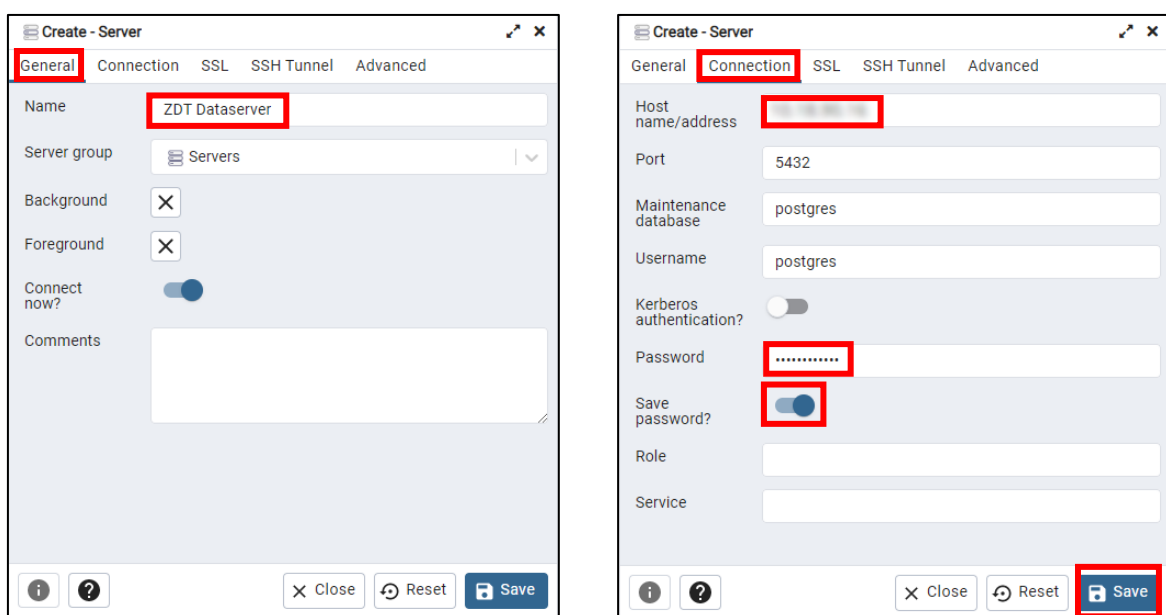 Create - Server
General Connection SSL SSH Tunnel Advanced
Name ZDT Dataserver
Server group Servers
Background
Foreground
Connect
now?
Comments
Close Reset Save
Create - Server
General Connection SSL SSH Tunnel Advanced
Host
name/address
Port 5432
Maintenance
database postgres
Username postgres
Kerberos
authentication?
Password ••••••••••••
Save
password?
Role
Service
Close Reset Save